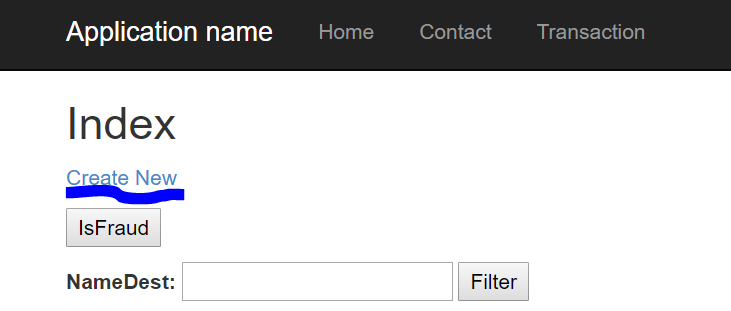 Application name Home Contact Transaction
Index
Create New
IsFraud
NameDest: Filter